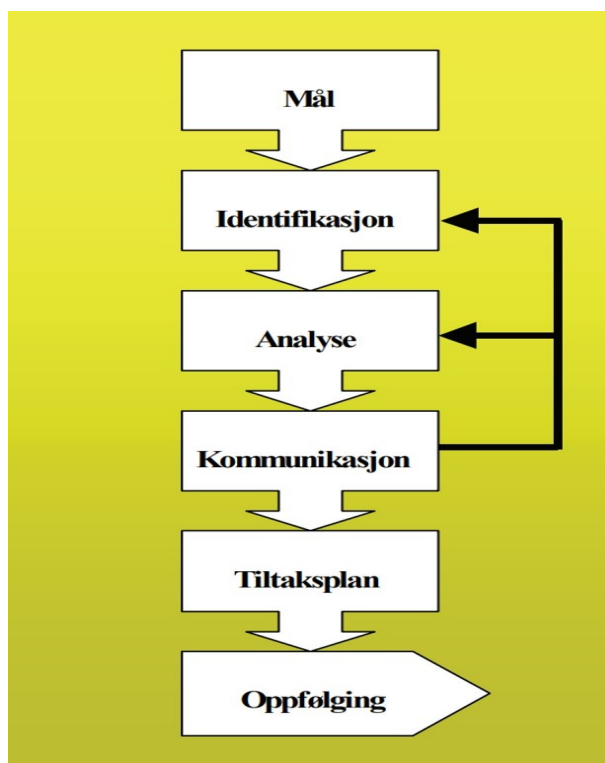 Mål
Identifikasjon
Analyse
Kommunikasjon
Tiltaksplan
Oppfølging